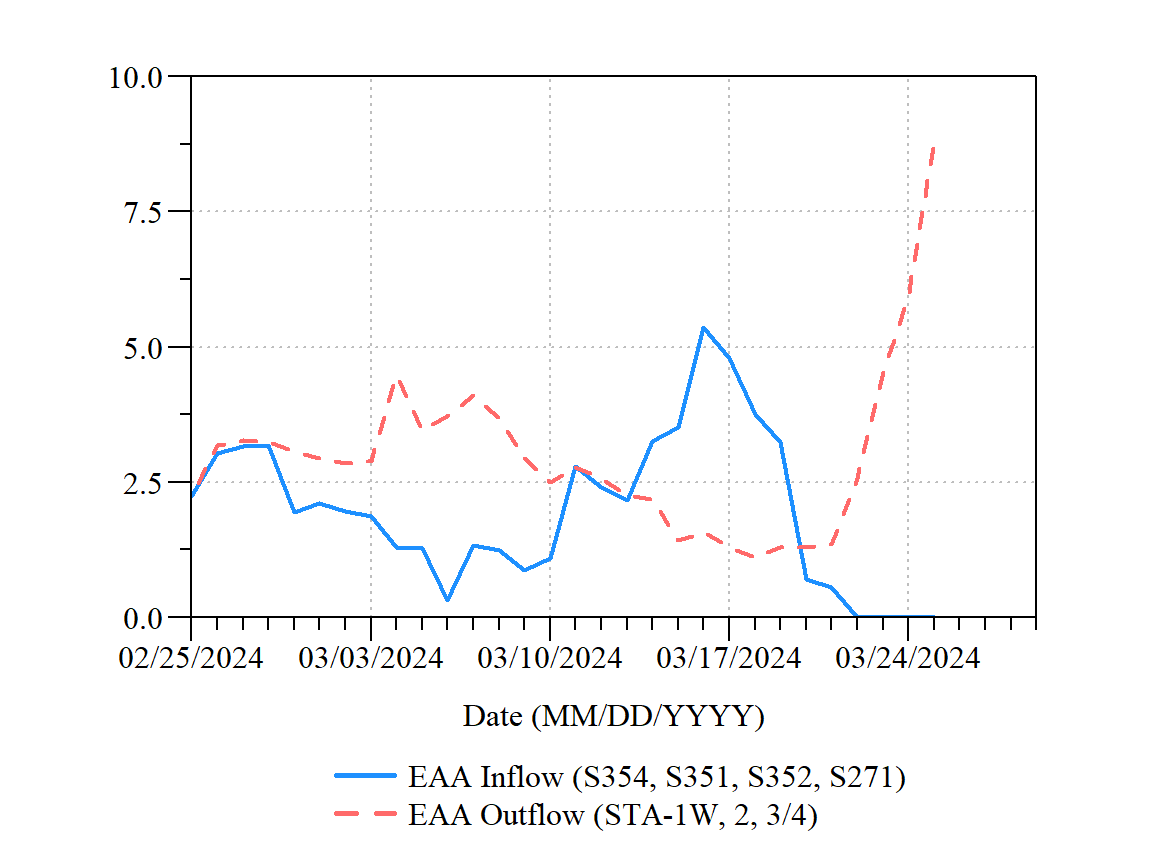 10.0
7.5
5.0
2.5
0.0
02/25/2024 03/03/2024 03/10/2024 03/17/2024 03/24/2024
Date (MM/DD/YYYY)
EAA Inflow (S354, S351, S352, S271)
EAA Outflow (STA-1W, 2, 3/4)